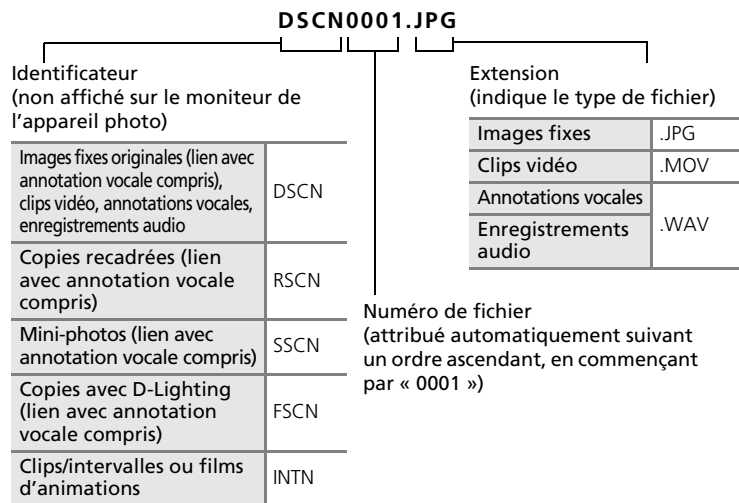 DSCN0001.JPG
Identificateur
(non affiché sur le moniteur de
l'appareil photo)
Images fixes originales (lien avec
annotation vocale compris),
clips vidéo, annotations vocales,
enregistrements audio
DSCN
Copies recadrées (lien
avec annotation vocale
compris)
RSCN
Mini-photos (lien avec
annotation vocale compris)
SSCN
Copies avec D-Lighting
(lien avec annotation
vocale compris)
FSCN
Clips/intervalles ou films
d'animations
INTN
Extension
(indique le type de fichier)
Images fixes
.JPG
Clips vidéo
.MOV
Annotations vocales
Enregistrements
audio
.WAV
Numéro de fichier
(attribué automatiquement suivant
un ordre ascendant, en commençant
par « 0001 »)